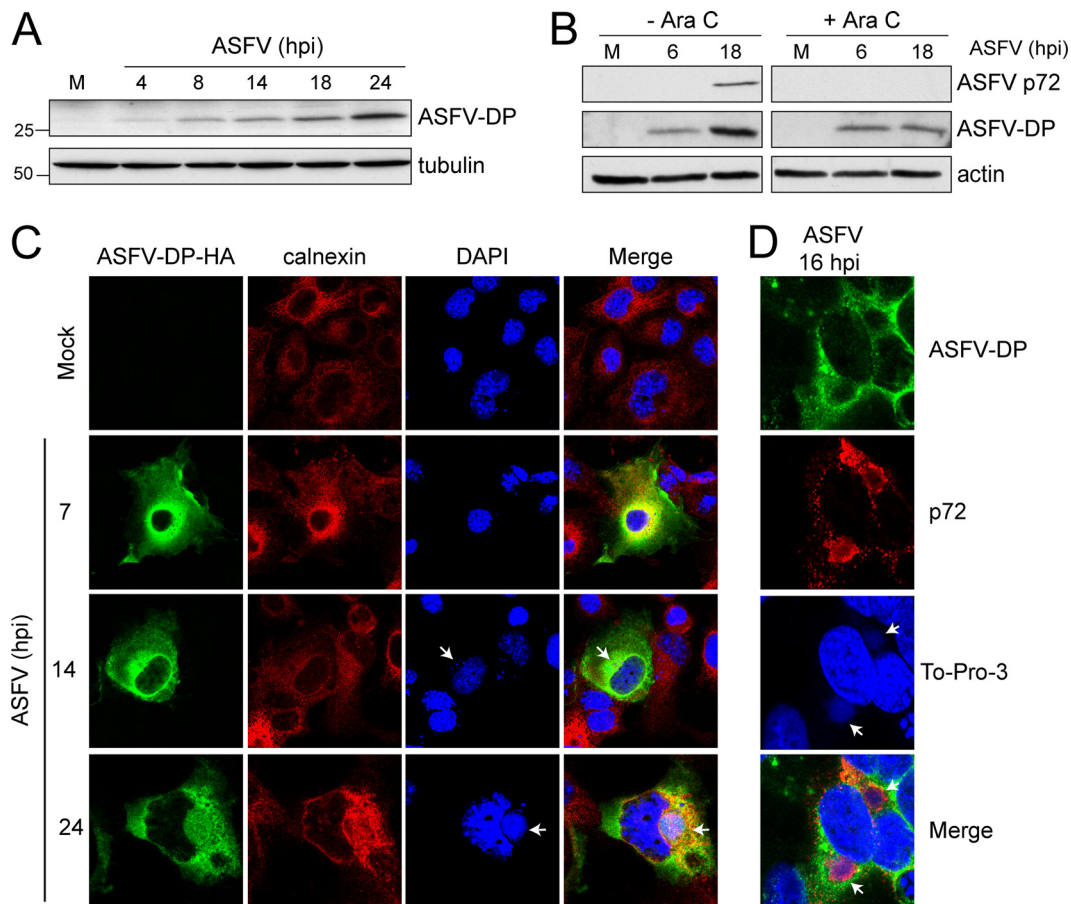 A
ASFV (hpi)
M 4 8 14 18 24
25
ASFV-DP
50
tubulin
B
- Ara C + Ara C
M 6 18 M 6 18 ASFV (hpi)
ASFV p72
ASFV-DP
actin
C
ASFV-DP-HA calnexin DAPI Merge
Mock
ASFV (hpi)
7
14
24
D
ASFV
16 hpi
ASFV-DP
p72
To-Pro-3
Merge